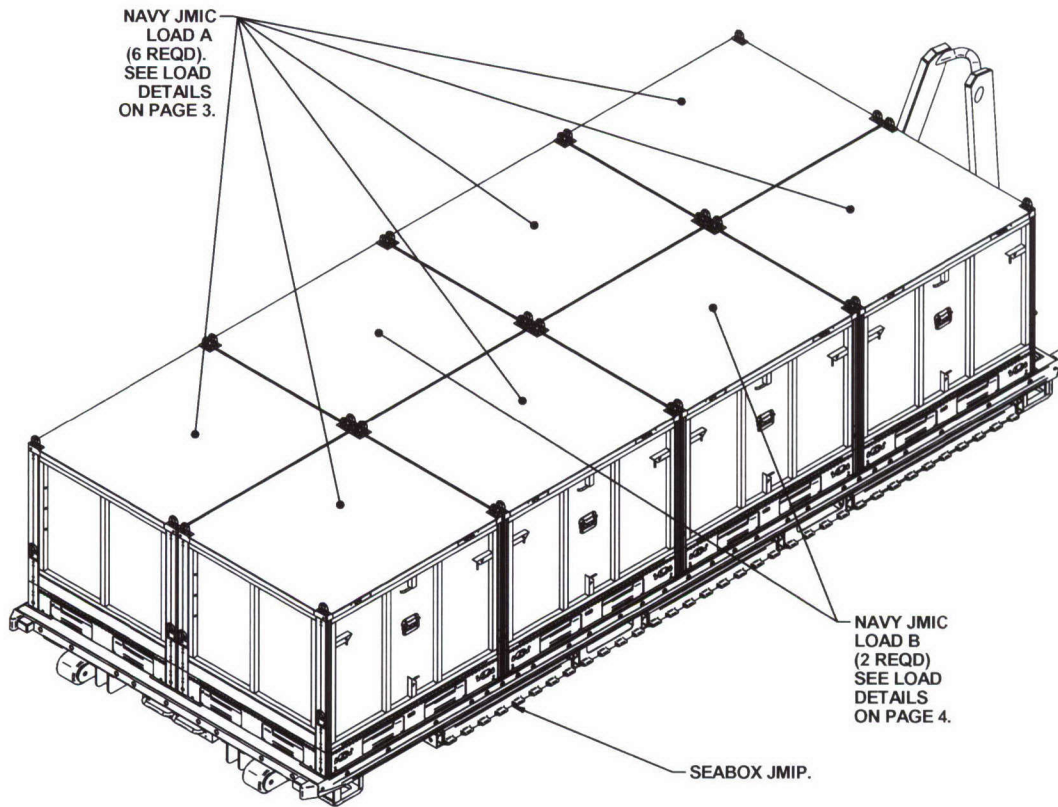 NAVY JMIC
LOAD A
(6 REQD).
SEE LOAD
DETAILS
ON PAGE 3.
NAVY JMIC
LOAD B
(2 REQD)
SEE LOAD
DETAILS
ON PAGE 4.
SEABOX JMIP.